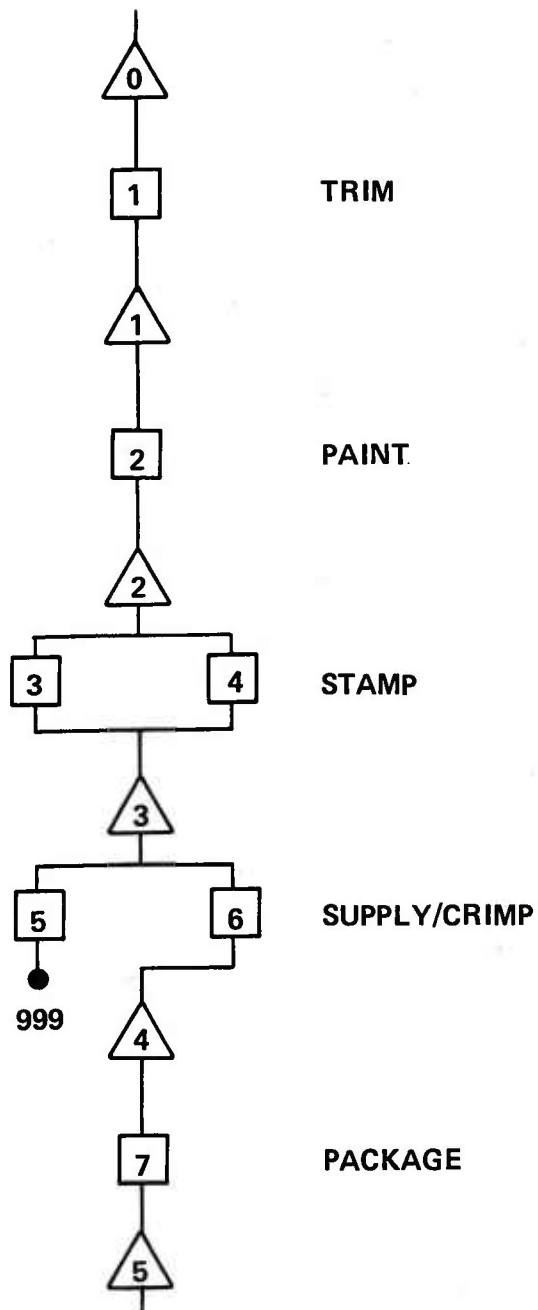 0
1 TRIM
1
2 PAINT
2
3 4 STAMP
3
5 6 SUPPLY/CRIMP
999
4
7 PACKAGE
5